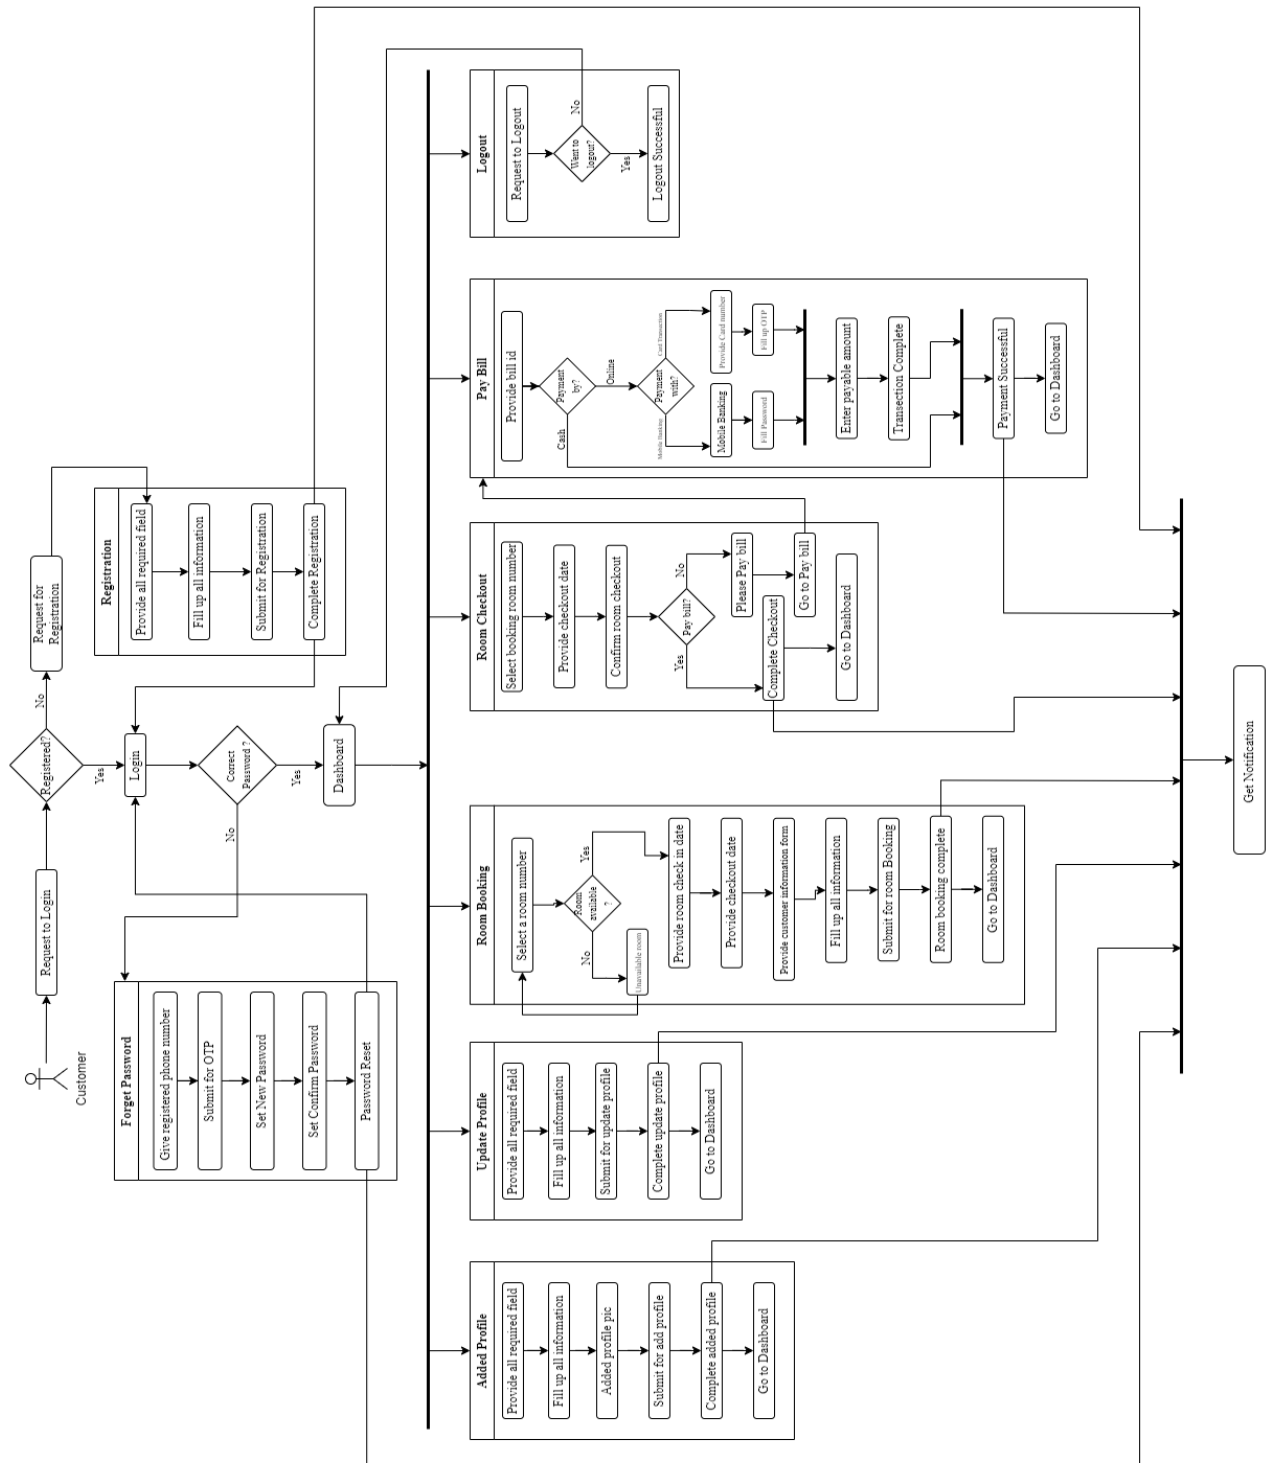 Customer
Request to Login
Registered?
No
Yes
Request for
Registration
Registration
Provide all required field
Fill up all information
Submit for Registration
Complete Registration
Login
Correct
Password ?
No
Yes
Dashboard
Forget Password
Give registered phone number
Submit for OTP
Set New Password
Set Confirm Password
Password Reset
Added Profile
Provide all required field
Fill up all information
Added profile pic
Submit for add profile
Complete added profile
Go to Dashboard
Update Profile
Provide all required field
Fill up all information
Submit for update profile
Complete update profile
Go to Dashboard
Room Booking
Select a room number
Room
available
?
No
Yes
Unavailable room
Provide room check in date
Provide checkout date
Provide customer information form
Fill up all information
Submit for room Booking
Room booking complete
Go to Dashboard
Room Checkout
Select booking room number
Provide checkout date
Confirm room checkout
Pay bill?
Yes
No
Please Pay bill
Complete Checkout
Go to Pay bill
Go to Dashboard
Pay Bill
Provide bill id
Payment
by?
Cash
Online
Payment
with?
Mobile Banking
Card Transaction
Mobile Banking
Provide Card number
Fill Password
Fill up OTP
Enter payable amount
Transection Complete
Payment Successful
Go to Dashboard
Logout
Request to Logout
Went to
logout?
No
Yes
Logout Successful
Get Notification